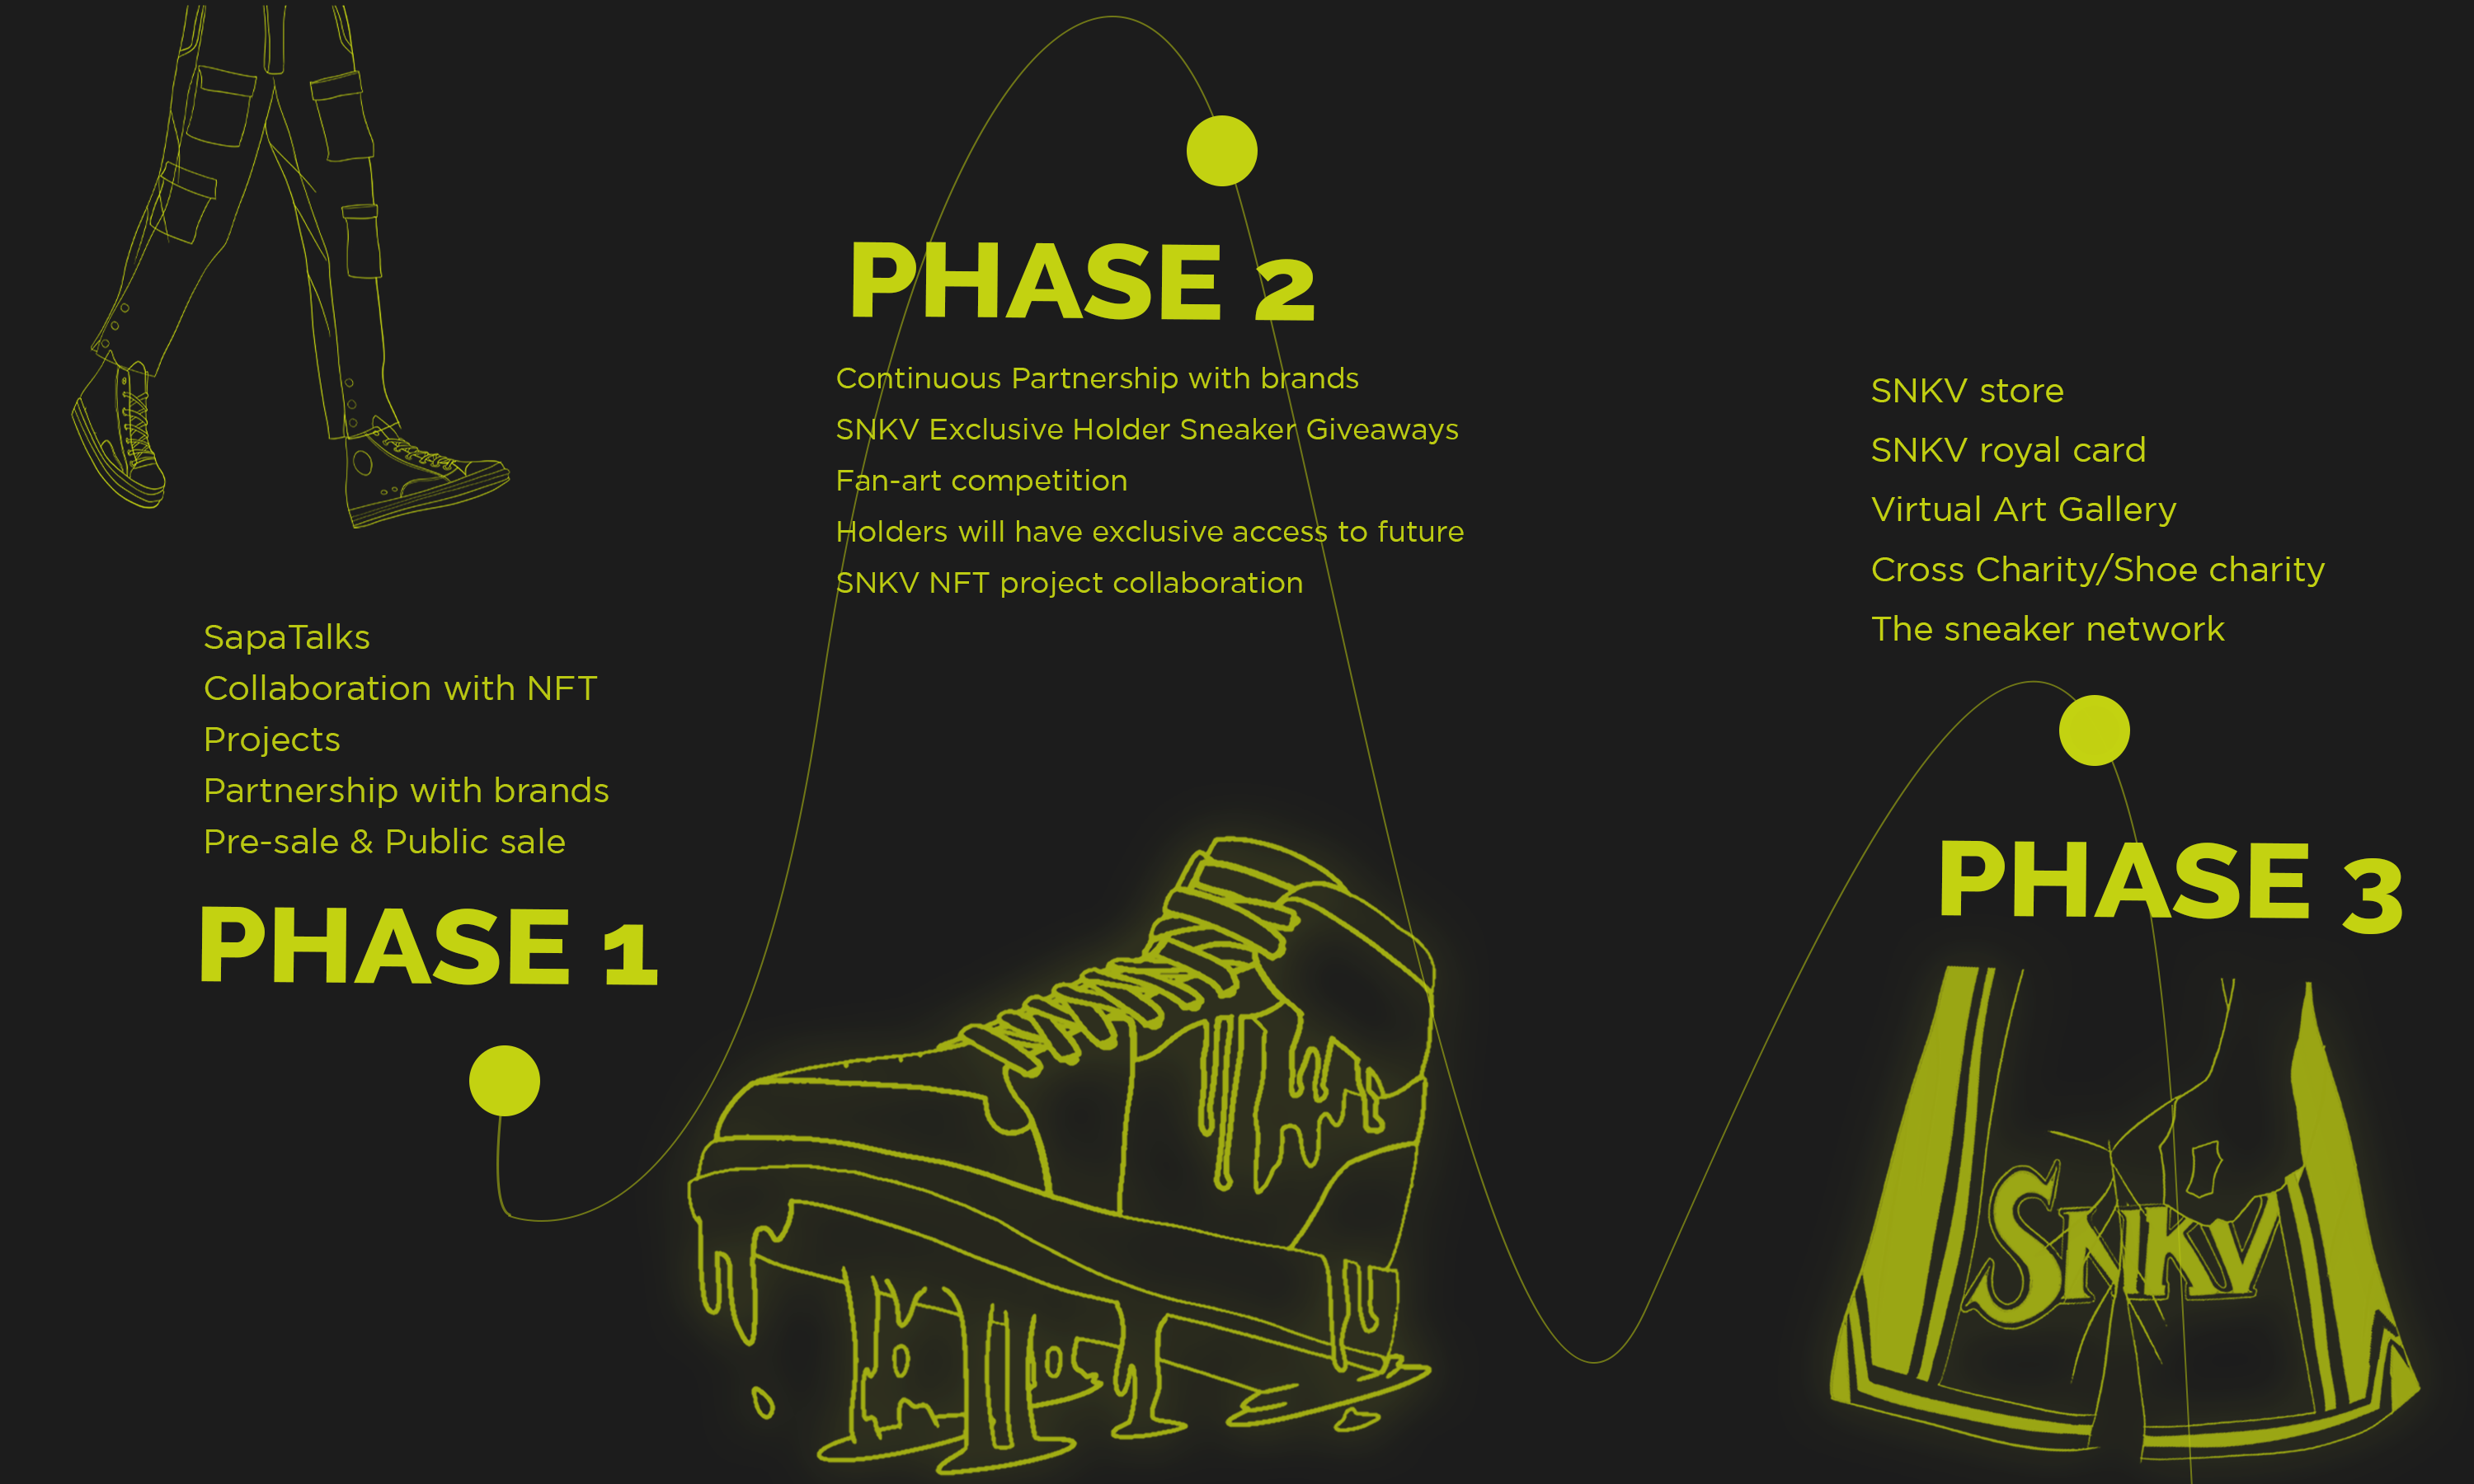 SapaTalks
Collaboration with NFT
Projects
Partnership with brands
Pre-sale & Public sale
PHASE 1
PHASE 2
Continuous Partnership with brands
SNKV Exclusive Holder Sneaker Giveaways
Fan-art competition
Holders will have exclusive access to future
SNKV NFT project collaboration
SNKV store
SNKV royal card
Virtual Art Gallery
Cross Charity/Shoe charity
The sneaker network
PHASE 3
SNKV